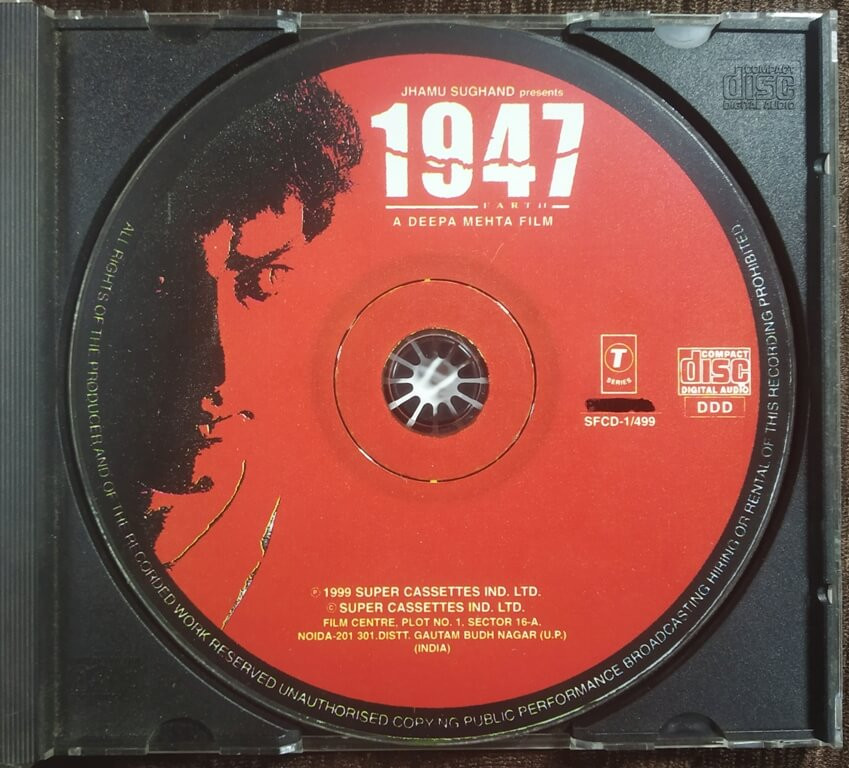 JHAMU SUGHAND presents
1947
EARTH
A DEEPA MEHTA FILM
COMPACT
disc
DIGITAL AUDIO
T
SERIES
SFCD-1/499
COMPACT
disc
DIGITAL AUDIO
DDD
℗ 1999 SUPER CASSETTES IND. LTD.
© SUPER CASSETTES IND. LTD.
FILM CENTRE, PLOT NO. 1, SECTOR 16-A,
NOIDA-201 301.DISTT. GAUTAM BUDH NAGAR (U.P.)
(INDIA)
ALL RIGHTS OF THE PRODUCER AND OF THE RECORDED WORK RESERVED UNAUTHORISED COPYING PUBLIC PERFORMANCE BROADCASTING HIRING OR RENTAL OF THIS RECORDING PROHIBITED